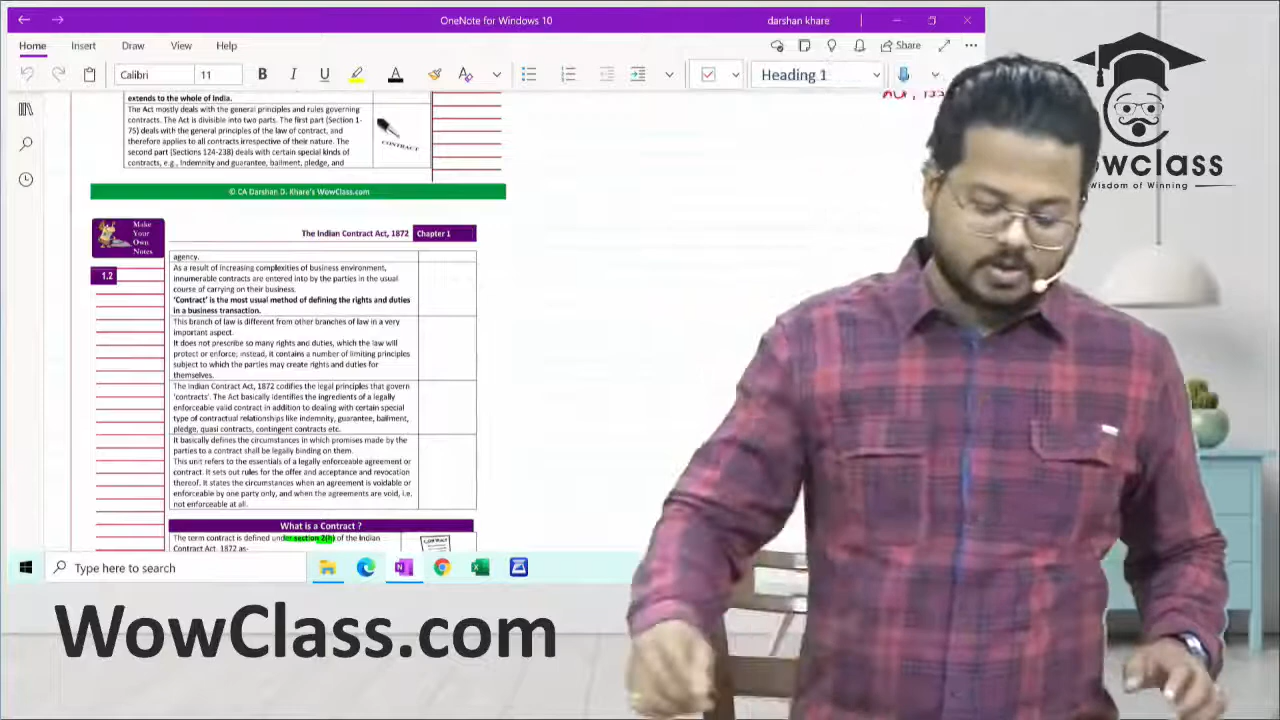 OneNote for Windows 10
darshan khare
Home Insert Draw View Help
Share
Calibri 11 B I U A
Heading 1
extends to the whole of India.
The Act mostly deals with the general principles and rules governing
contracts. The Act is divisible into two parts. The first part (Section 1-
75) deals with the general principles of the law of contract, and
therefore applies to all contracts irrespective of their nature. The
second part (Sections 124-238) deals with certain special kinds of
contracts, e.g., Indemnity and guarantee, bailment, pledge, and
CONTRACT
© CA Darshan D. Khare's WowClass.com
Make
Your
Own
Notes
The Indian Contract Act, 1872 Chapter 1
1.2
agency.
As a result of increasing complexities of business environment,
innumerable contracts are entered into by the parties in the usual
course of carrying on their business.
'Contract' is the most usual method of defining the rights and duties
in a business transaction.
This branch of law is different from other branches of law in a very
important aspect.
It does not prescribe so many rights and duties, which the law will
protect or enforce; instead, it contains a number of limiting principles
subject to which the parties may create rights and duties for
themselves.
The Indian Contract Act, 1872 codifies the legal principles that govern
'contracts'. The Act basically identifies the ingredients of a legally
enforceable valid contract in addition to dealing with certain special
type of contractual relationships like indemnity, guarantee, bailment,
pledge, quasi contracts, contingent contracts etc.
It basically defines the circumstances in which promises made by the
parties to a contract shall be legally binding on them.
This unit refers to the essentials of a legally enforceable agreement or
contract. It sets out rules for the offer and acceptance and revocation
thereof. It states the circumstances when an agreement is voidable or
enforceable by one party only, and when the agreements are void, i.e.
not enforceable at all.
What is a Contract ?
The term contract is defined under section 2(h) of the Indian
Contract Act, 1872 as-
CONTRACT
Type here to search
WowClass.com
wclass
Wisdom of Winning